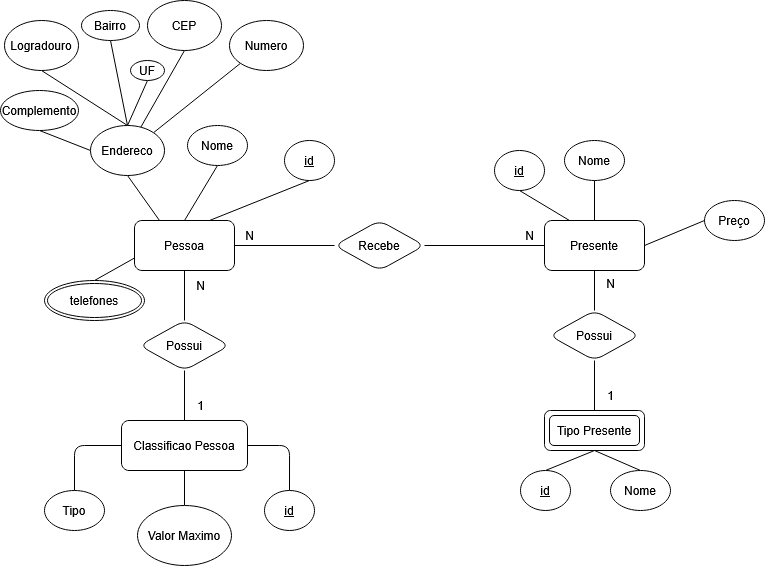 CEP
Bairro
Logradouro
Numero
UF
Complemento
Endereco
Nome
id
id
Nome
Preço
Pessoa
N
Recebe
N
Presente
telefones
N
N
Possui
Possui
1
1
Classificao Pessoa
Tipo Presente
Tipo
Valor Maximo
id
id
Nome